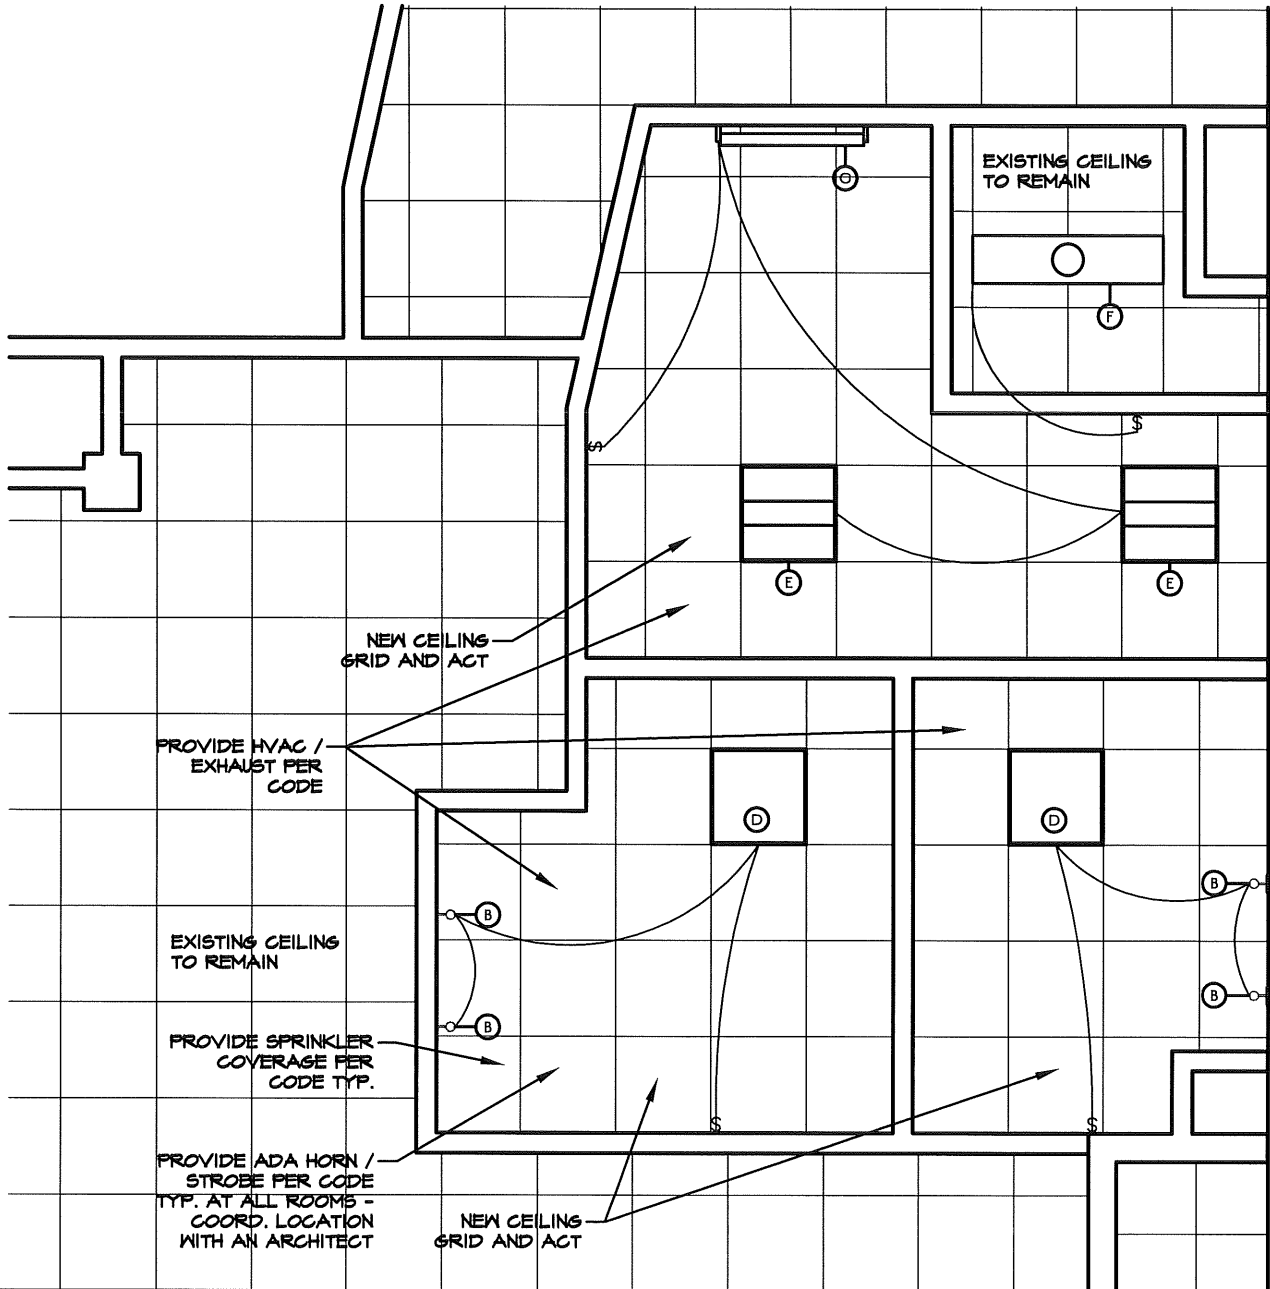 EXISTING CEILING
TO REMAIN
O
F
$
$
E
E
NEW CEILING
GRID AND ACT
PROVIDE HVAC /
EXHAUST PER
CODE
D
D
B
B
EXISTING CEILING
TO REMAIN
B
B
PROVIDE SPRINKLER
COVERAGE PER
CODE TYP.
$
$
PROVIDE ADA HORN /
STROBE PER CODE
TYP. AT ALL ROOMS -
COORD. LOCATION
WITH AN ARCHITECT
NEW CEILING
GRID AND ACT